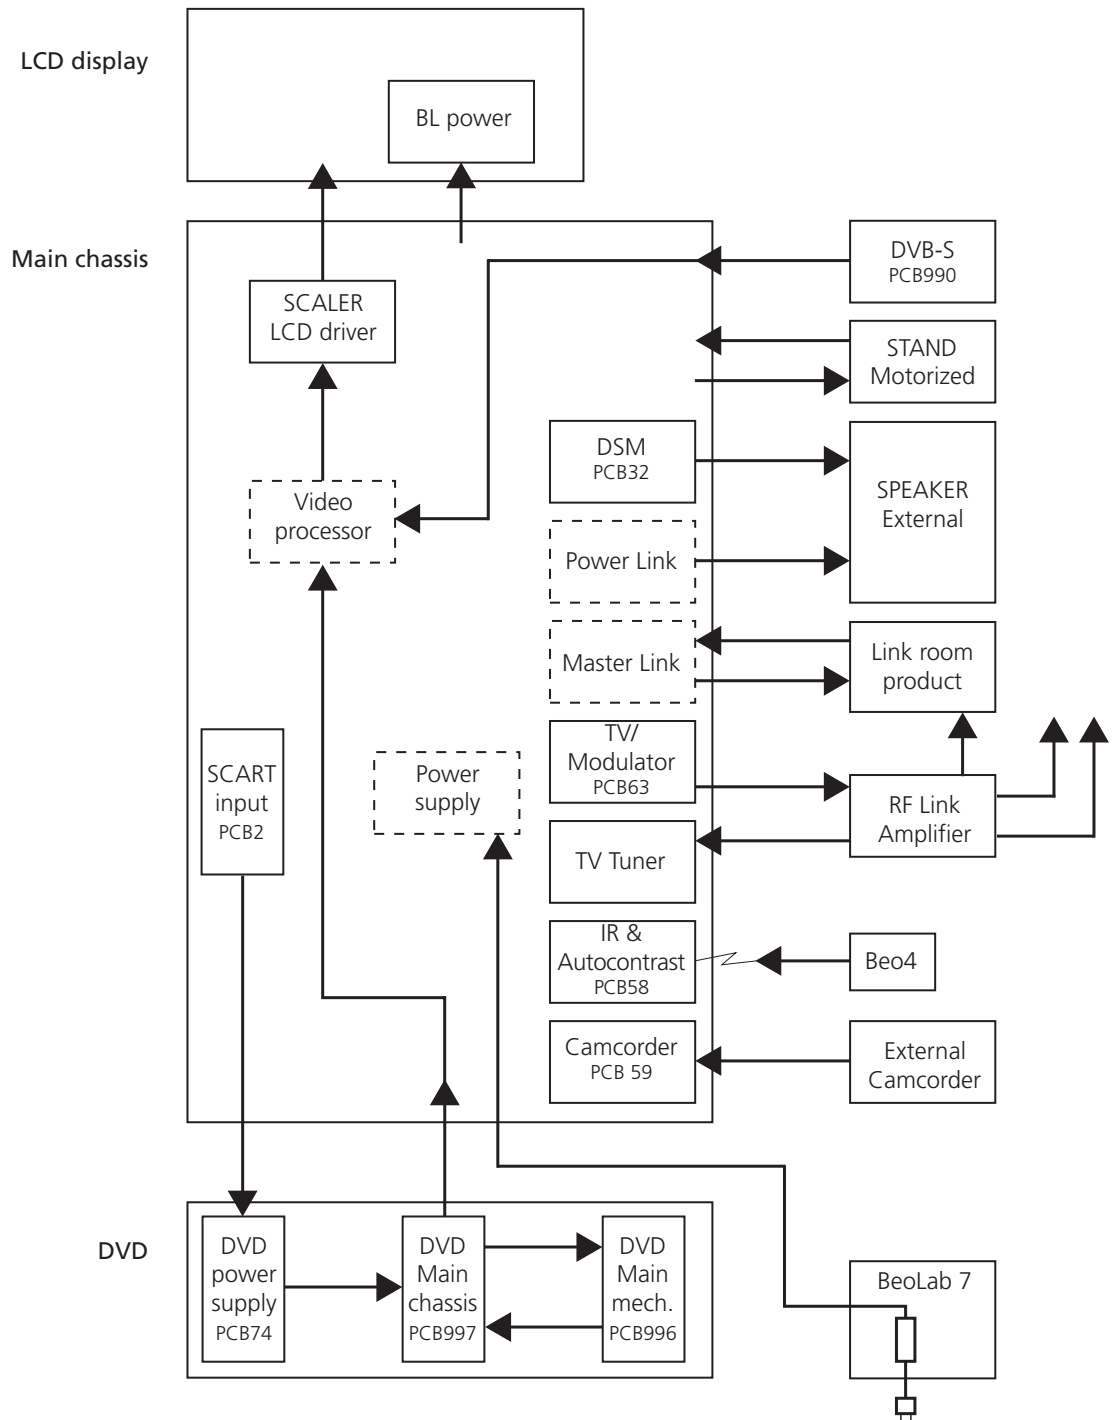 LCD display
BL power
Main chassis
SCALER
LCD driver
DVB-S
PCB990
STAND
Motorized
DSM
PCB32
SPEAKER
External
Video
processor
Power Link
Master Link
Link room
product
SCART
input
PCB2
Power
supply
TV/
Modulator
PCB63
RF Link
Amplifier
TV Tuner
IR &
Autocontrast
PCB58
Beo4
Camcorder
PCB 59
External
Camcorder
DVD
DVD
power
supply
PCB74
DVD
Main
chassis
PCB997
DVD
Main
mech.
PCB996
BeoLab 7